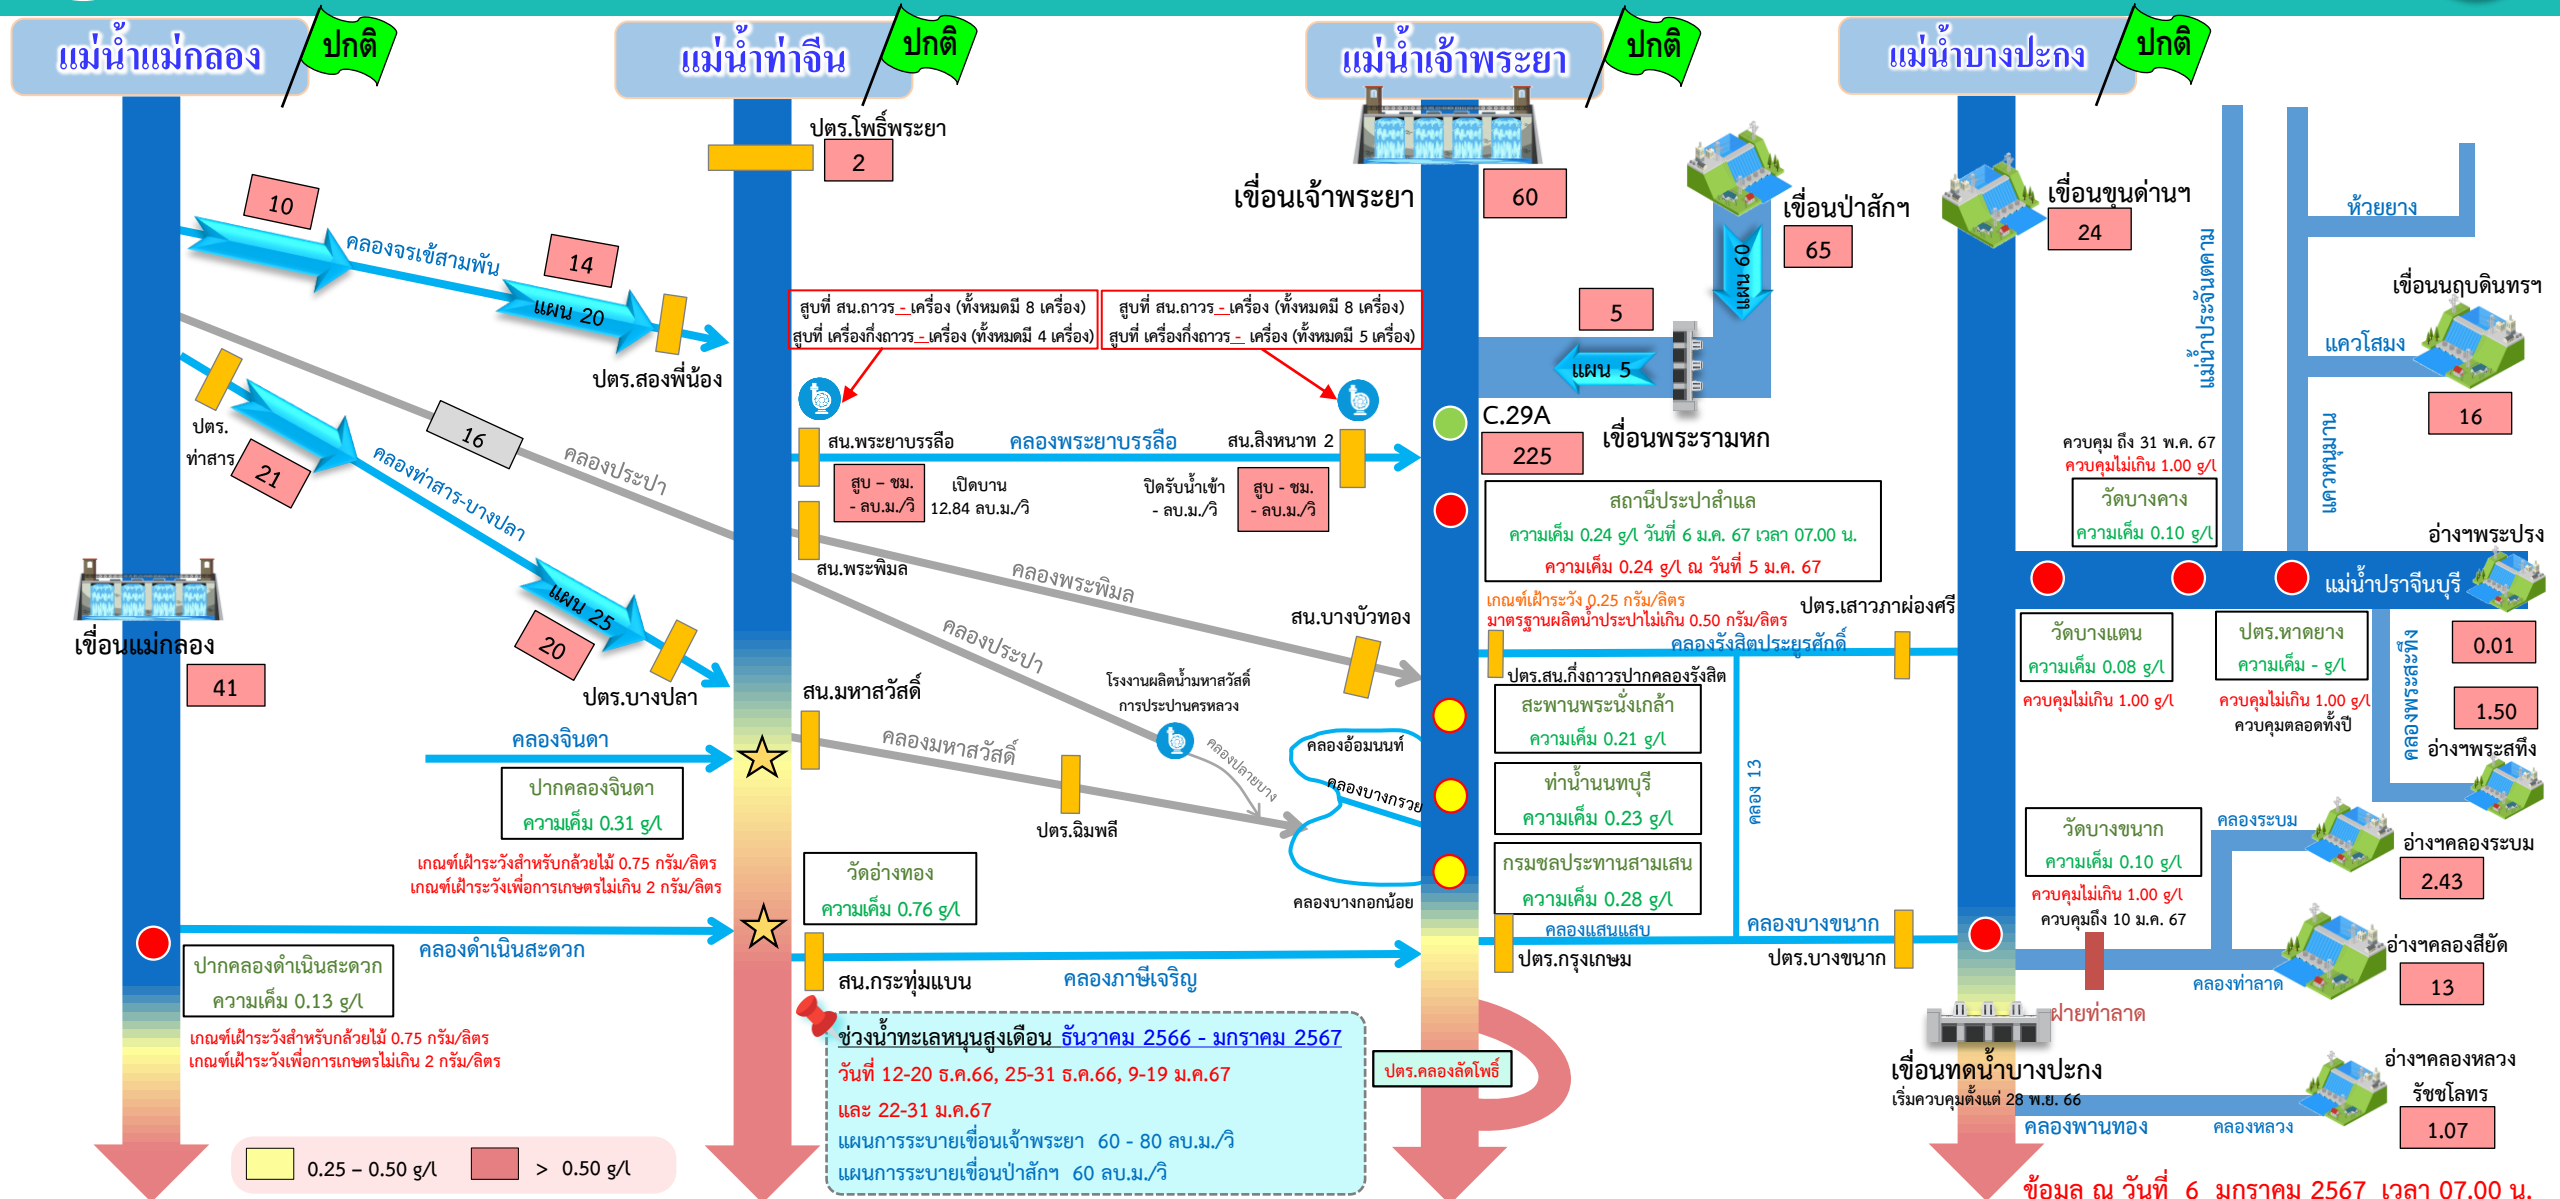 แม่น้ำแม่กลอง
ปกติ
แม่น้ำท่าจีน
ปกติ
แม่น้ำเจ้าพระยา
ปกติ
แม่น้ำบางปะกง
ปกติ
ปตร.โพธิ์พระยา
2
10
คลองจรเข้สามพัน
14
แผน 20
ปตร.สองพี่น้อง
ปตร.
ท่าสาร
21
16
คลองประปา
คลองท่าสาร-บางปลา
แผน 25
20
ปตร.บางปลา
เขื่อนแม่กลอง
41
คลองจินดา
ปากคลองจินดา
ความเค็ม 0.31 g/l
เกณฑ์เฝ้าระวังสำหรับกล้วยไม้ 0.75 กรัม/ลิตร
เกณฑ์เฝ้าระวังเพื่อการเกษตรไม่เกิน 2 กรัม/ลิตร
คลองดำเนินสะดวก
ปากคลองดำเนินสะดวก
ความเค็ม 0.13 g/l
เกณฑ์เฝ้าระวังสำหรับกล้วยไม้ 0.75 กรัม/ลิตร
เกณฑ์เฝ้าระวังเพื่อการเกษตรไม่เกิน 2 กรัม/ลิตร
0.25 – 0.50 g/l
> 0.50 g/l
สูบที่ สน.ถาวร - เครื่อง (ทั้งหมดมี 8 เครื่อง)
สูบที่ เครื่องกึ่งถาวร - เครื่อง (ทั้งหมดมี 4 เครื่อง)
สูบที่ สน.ถาวร - เครื่อง (ทั้งหมดมี 8 เครื่อง)
สูบที่ เครื่องกึ่งถาวร - เครื่อง (ทั้งหมดมี 5 เครื่อง)
สน.พระยาบรรลือ
คลองพระยาบรรลือ
สน.สิงหนาท 2
สูบ – ชม.
- ลบ.ม./วิ
เปิดบาน
12.84 ลบ.ม./วิ
ปิดรับน้ำเข้า
- ลบ.ม./วิ
สูบ - ชม.
- ลบ.ม./วิ
สน.พระพิมล
คลองพระพิมล
สน.บางบัวทอง
คลองประปา
โรงงานผลิตน้ำมหาสวัสดิ์
การประปานครหลวง
สน.มหาสวัสดิ์
คลองมหาสวัสดิ์
คลองปลายบาง
ปตร.ฉิมพลี
คลองอ้อมนนท์
คลองบางกรวย
คลองบางกอกน้อย
วัดอ่างทอง
ความเค็ม 0.76 g/l
สน.กระทุ่มแบน
คลองภาษีเจริญ
ช่วงน้ำทะเลหนุนสูงเดือน ธันวาคม 2566 - มกราคม 2567
วันที่ 12-20 ธ.ค.66, 25-31 ธ.ค.66, 9-19 ม.ค.67
และ 22-31 ม.ค.67
แผนการระบายเขื่อนเจ้าพระยา 60 - 80 ลบ.ม./วิ
แผนการระบายเขื่อนป่าสักฯ 60 ลบ.ม./วิ
ปตร.คลองลัดโพธิ์
เขื่อนเจ้าพระยา
60
เขื่อนป่าสักฯ
65
แผน 60
5
แผน 5
เขื่อนพระรามหก
C.29A
225
สถานีประปาสำแล
ความเค็ม 0.24 g/l วันที่ 6 ม.ค. 67 เวลา 07.00 น.
ความเค็ม 0.24 g/l ณ วันที่ 5 ม.ค. 67
เกณฑ์เฝ้าระวัง 0.25 กรัม/ลิตร
มาตรฐานผลิตน้ำประปาไม่เกิน 0.50 กรัม/ลิตร
ปตร.เสาวภาผ่องศรี
คลองรังสิตประยูรศักดิ์
ปตร.สน.กึ่งถาวรปากคลองรังสิต
สะพานพระนั่งเกล้า
ความเค็ม 0.21 g/l
ท่าน้ำนนทบุรี
ความเค็ม 0.23 g/l
กรมชลประทานสามเสน
ความเค็ม 0.28 g/l
คลอง 13
คลองแสนแสบ
ปตร.กรุงเกษม
คลองบางขนาก
ปตร.บางขนาก
เขื่อนขุนด่านฯ
24
แม่น้ำประจันตคาม
ห้วยยาง
เขื่อนนฤบดินทรฯ
แควโสมง
16
แควหนุมาน
ควบคุม ถึง 31 พ.ค. 67
ควบคุมไม่เกิน 1.00 g/l
วัดบางคาง
ความเค็ม 0.10 g/l
อ่างฯพระปรง
แม่น้ำปราจีนบุรี
0.01
วัดบางแตน
ความเค็ม 0.08 g/l
ควบคุมไม่เกิน 1.00 g/l
ปตร.หาดยาง
ความเค็ม - g/l
ควบคุมไม่เกิน 1.00 g/l
ควบคุมตลอดทั้งปี
คลองพระสะทึง
1.50
อ่างฯพระสทึง
วัดบางขนาก
ความเค็ม 0.10 g/l
ควบคุมไม่เกิน 1.00 g/l
ควบคุมถึง 10 ม.ค. 67
คลองระบม
อ่างฯคลองระบม
2.43
อ่างฯคลองสียัด
13
คลองท่าลาด
ฝายท่าลาด
เขื่อนทดน้ำบางปะกง
เริ่มควบคุมตั้งแต่ 28 พ.ย. 66
คลองพานทอง
คลองหลวง
อ่างฯคลองหลวง
รัชชโลทร
1.07
ข้อมูล ณ วันที่ 6 มกราคม 2567 เวลา 07.00 น.